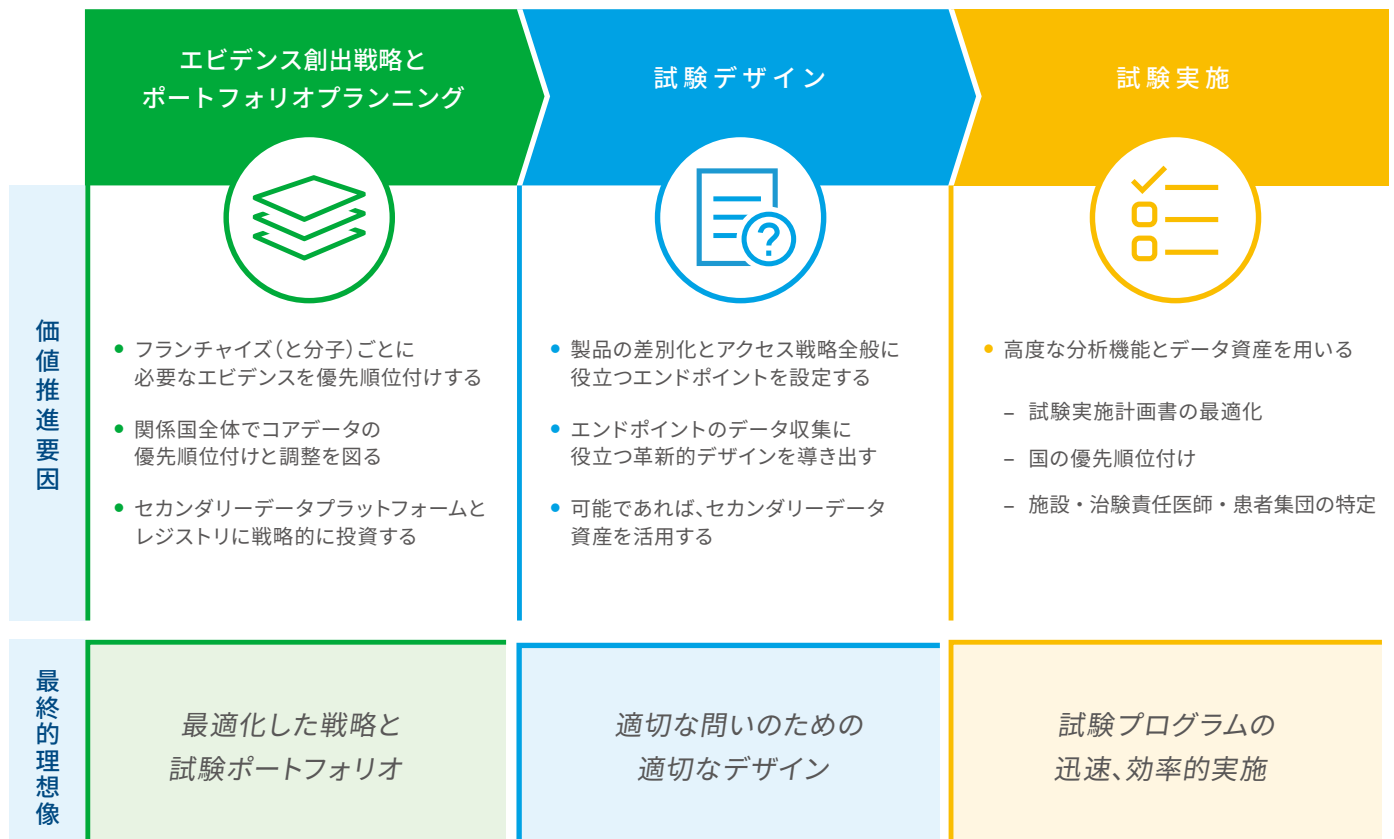 エビデンス創出戦略と
ポートフォリオプランニング
試験デザイン
試験実施
?
価値推進要因
• フランチャイズ(と分子)ごとに
必要なエビデンスを優先順位付けする
• 関係国全体でコアデータの
優先順位付けと調整を図る
• セカンダリーデータプラットフォームと
レジストリに戦略的に投資する
• 製品の差別化とアクセス戦略全般に
役立つエンドポイントを設定する
• エンドポイントのデータ収集に
役立つ革新的デザインを導き出す
• 可能であれば、セカンダリーデータ
資産を活用する
• 高度な分析機能とデータ資産を用いる
– 試験実施計画書の最適化
– 国の優先順位付け
– 施設・治験責任医師・患者集団の特定
最終的理想像
最適化した戦略と
試験ポートフォリオ
適切な問いのための
適切なデザイン
試験プログラムの
迅速、効率的実施